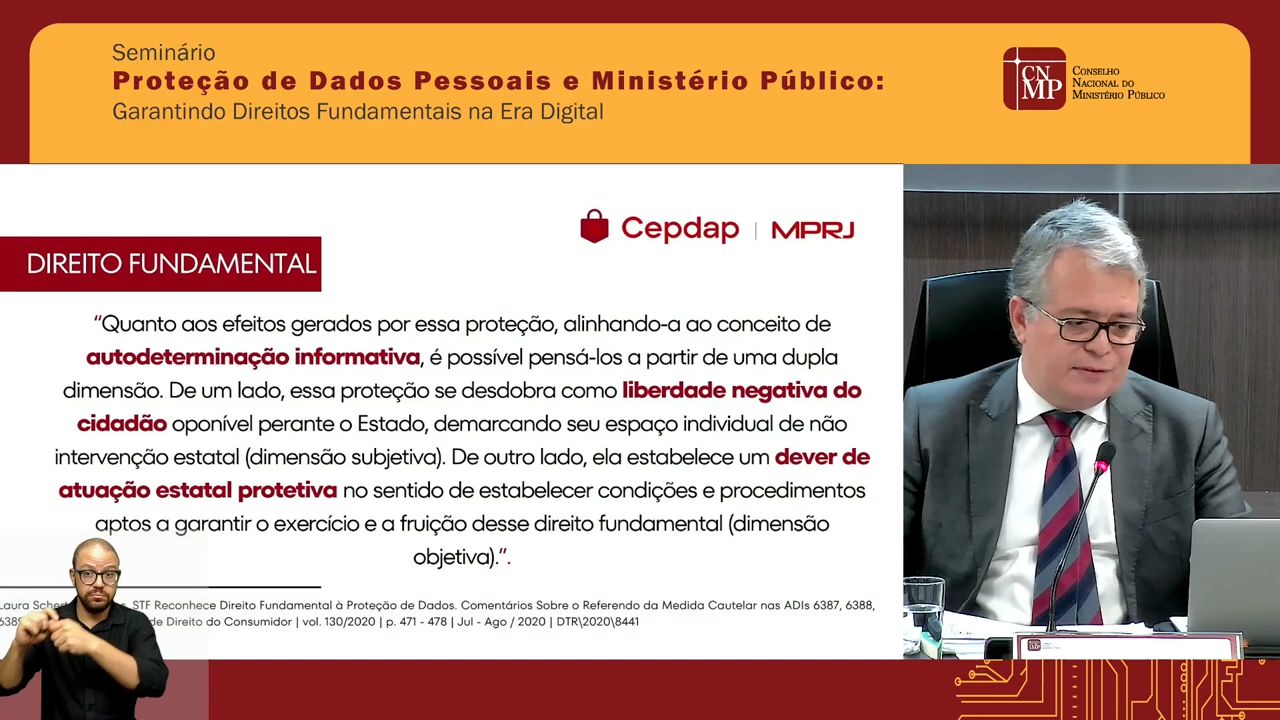 Seminário
Proteção de Dados Pessoais e Ministério Público:
Garantindo Direitos Fundamentais na Era Digital
CN
MP
Conselho
Nacional do
Ministério Público
Cepdap | MPRJ
DIREITO FUNDAMENTAL
“Quanto aos efeitos gerados por essa proteção, alinhando-a ao conceito de
autodeterminação informativa, é possível pensá-los a partir de uma dupla
dimensão. De um lado, essa proteção se desdobra como liberdade negativa do
cidadão oponível perante o Estado, demarcando seu espaço individual de não
intervenção estatal (dimensão subjetiva). De outro lado, ela estabelece um dever de
atuação estatal protetiva no sentido de estabelecer condições e procedimentos
aptos a garantir o exercício e a fruição desse direito fundamental (dimensão
objetiva).”.
Laura STF Reconhece Direito Fundamental à Proteção de Dados. Comentários Sobre o Referendo da Medida Cautelar nas ADIs 6387, 6388,
de Direito do Consumidor | vol. 130/2020 | p. 471 - 478 | Jul - Ago / 2020 | DTR\2020\8441